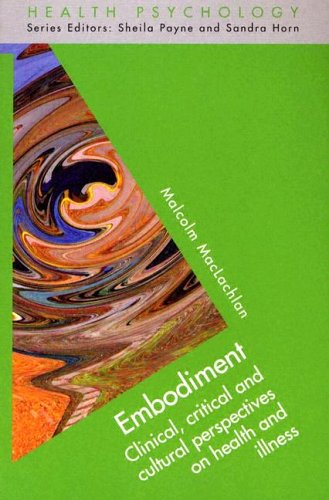 HEALTH PSYCHOLOGY
Series Editors: Sheila Payne and Sandra Horn
Malcolm MacLachlan
Embodiment
Clinical, critical and
cultural perspectives
on health and
illness